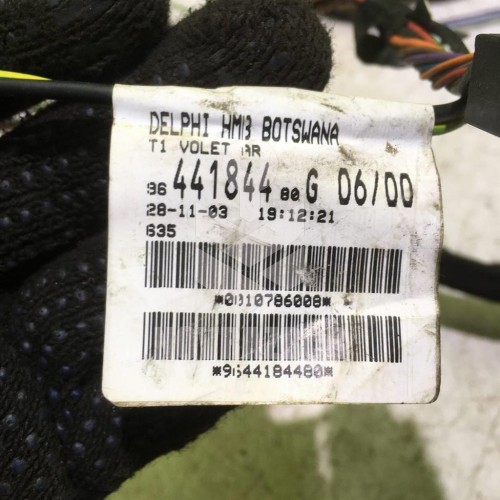 DELPHI HMB BOTSWANA
T1 VOLET AR
96 441844 80 G 06/00
28-11-03 19:12:21
635
*0010786008*
*9644184480*